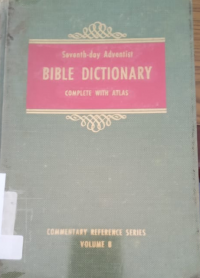 Seventh-day Adventist
BIBLE DICTIONARY
COMPLETE WITH ATLAS
COMMENTARY REFERENCE SERIES
VOLUME 8